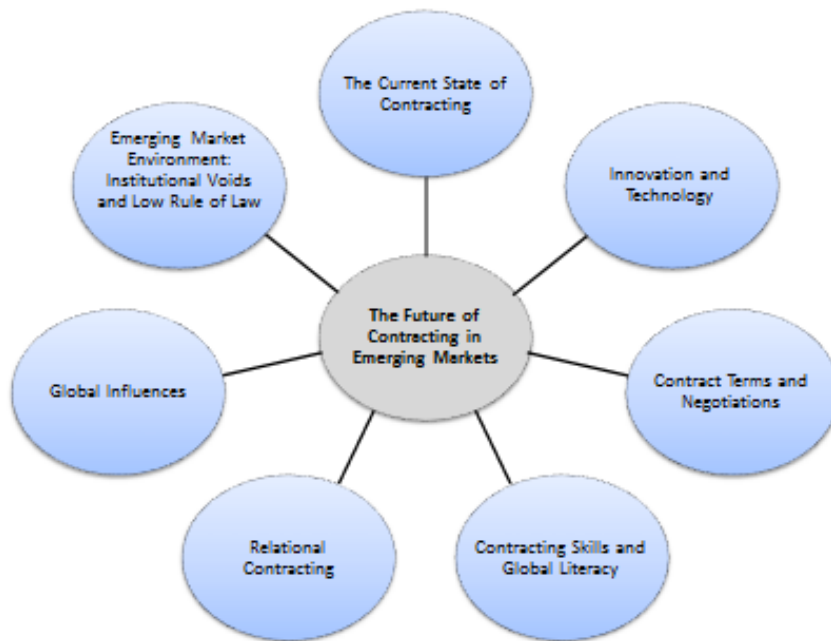 The Current State of
Contracting
Emerging Market
Environment:
Institutional Voids
and Low Rule of Law
Innovation and
Technology
The Future of
Contracting in
Emerging Markets
Global Influences
Contract Terms and
Negotiations
Relational
Contracting
Contracting Skills and
Global Literacy